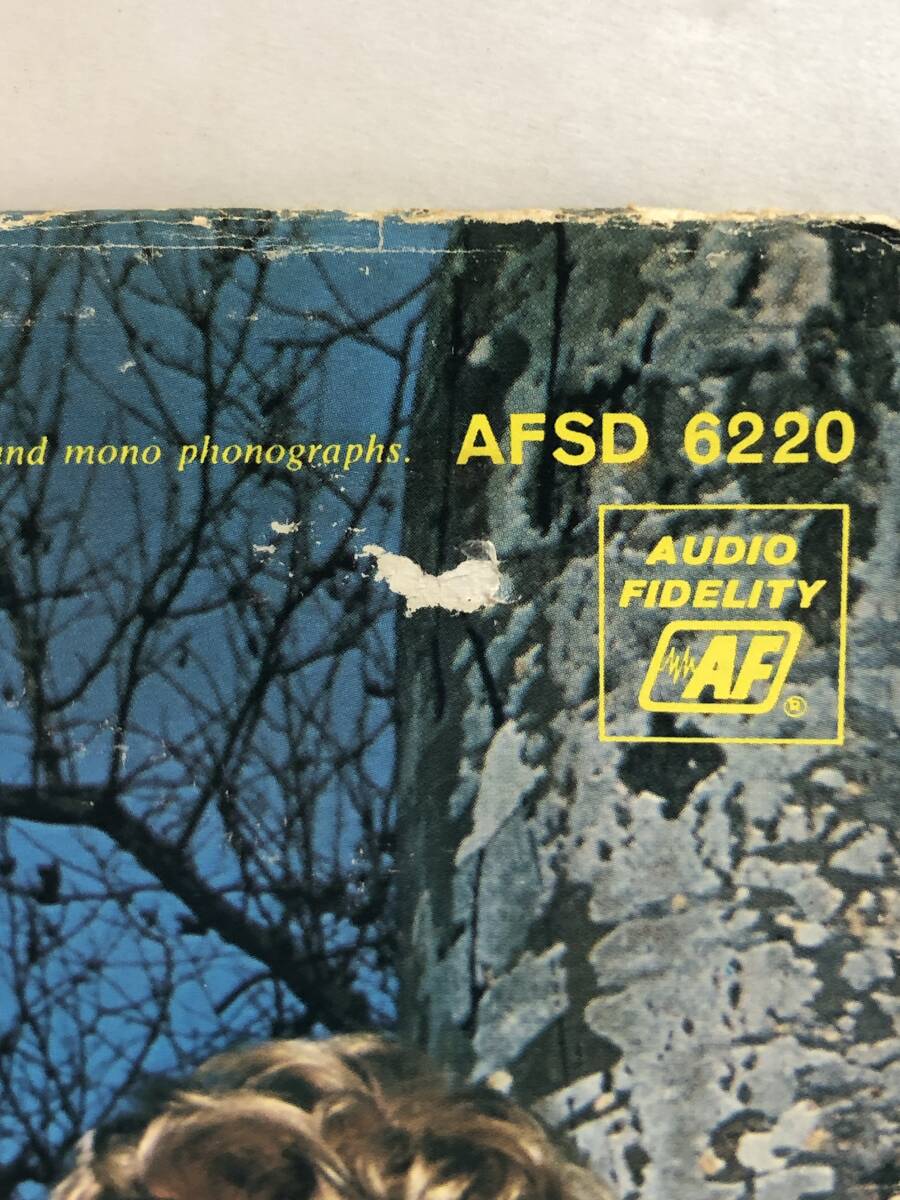 and mono phonographs.
AFSD 6220
AUDIO
FIDELITY
AF®